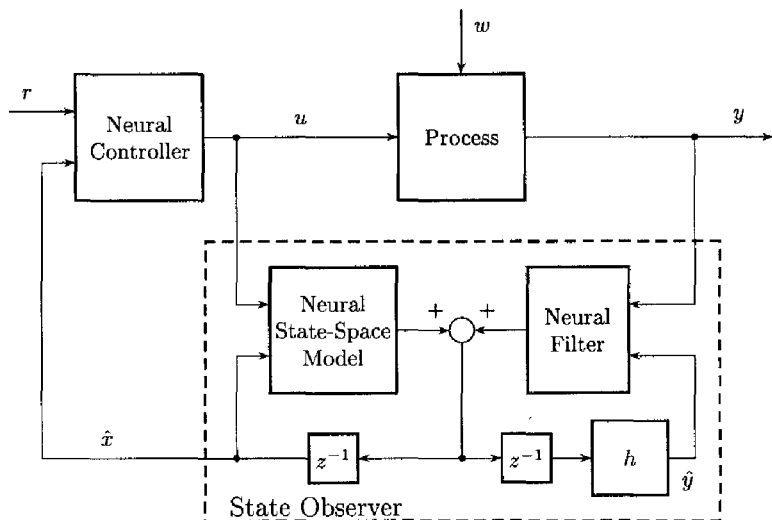 w
r
Neural
Controller
u
Process
y
Neural
State-Space
Model
+
+
Neural
Filter
x̂
z⁻¹
z⁻¹
h
ŷ
State Observer